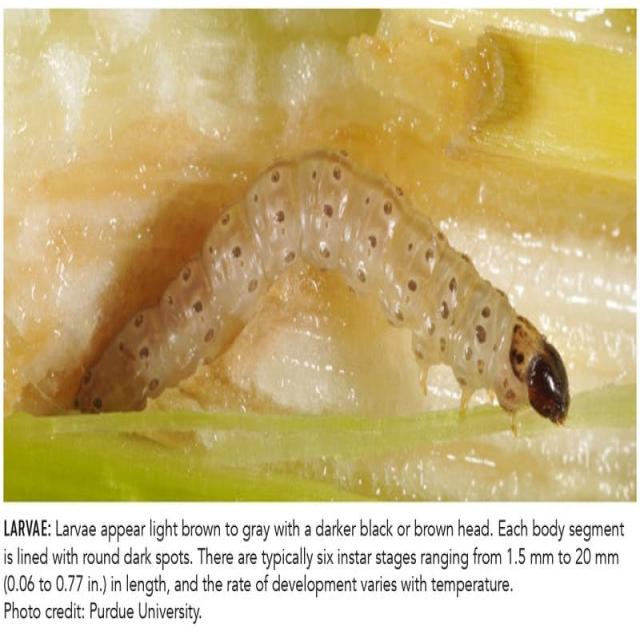 LARVAE: Larvae appear light brown to gray with a darker black or brown head. Each body segment
is lined with round dark spots. There are typically six instar stages ranging from 1.5 mm to 20 mm
(0.06 to 0.77 in.) in length, and the rate of development varies with temperature.
Photo credit: Purdue University.